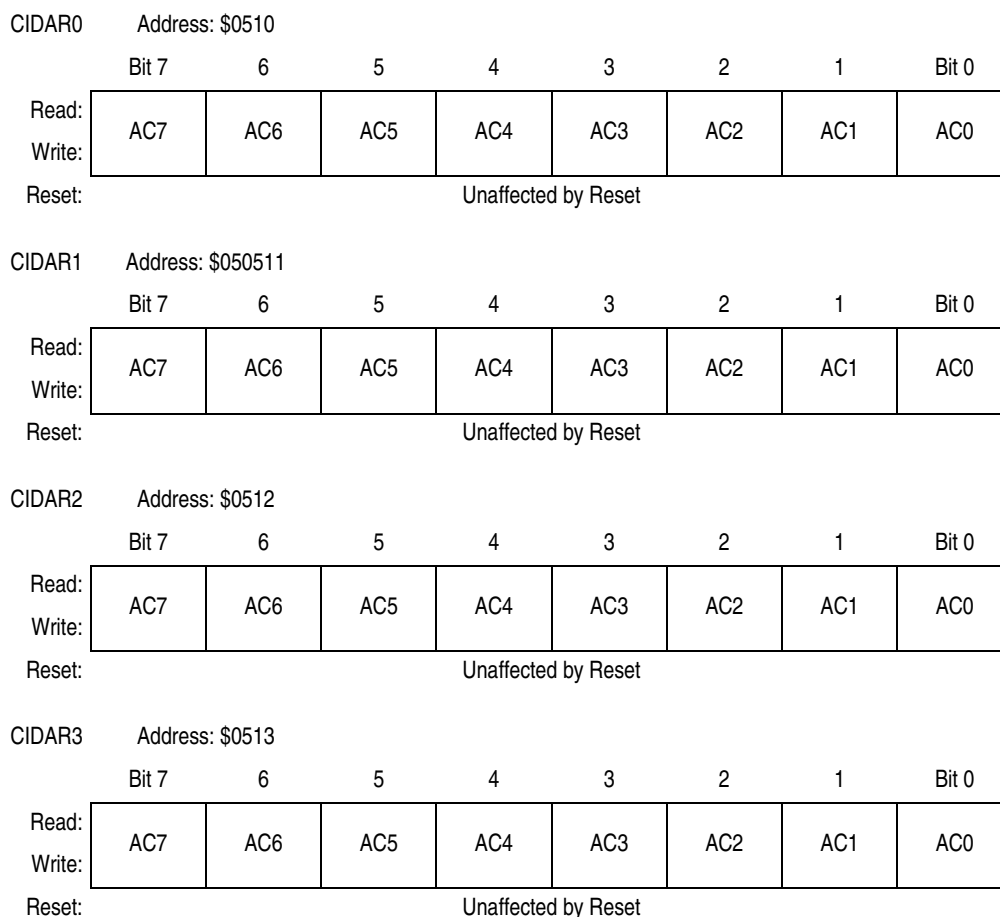 CIDAR0 Address: $0510
Bit 7 6 5 4 3 2 1 Bit 0
Read:
AC7 AC6 AC5 AC4 AC3 AC2 AC1 AC0
Write:
Reset: Unaffected by Reset
CIDAR1 Address: $050511
Bit 7 6 5 4 3 2 1 Bit 0
Read:
AC7 AC6 AC5 AC4 AC3 AC2 AC1 AC0
Write:
Reset: Unaffected by Reset
CIDAR2 Address: $0512
Bit 7 6 5 4 3 2 1 Bit 0
Read:
AC7 AC6 AC5 AC4 AC3 AC2 AC1 AC0
Write:
Reset: Unaffected by Reset
CIDAR3 Address: $0513
Bit 7 6 5 4 3 2 1 Bit 0
Read:
AC7 AC6 AC5 AC4 AC3 AC2 AC1 AC0
Write:
Reset: Unaffected by Reset